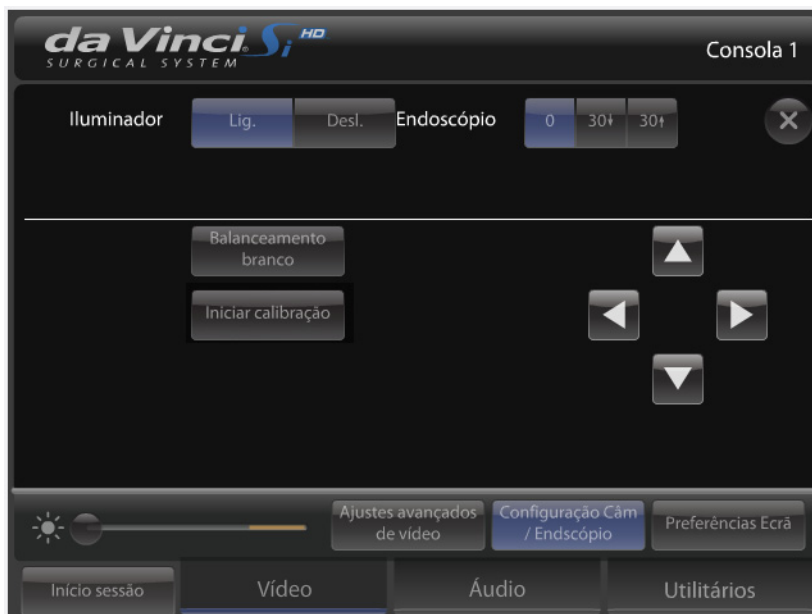 da Vinci. Si HD
SURGICAL SYSTEM
Consola 1
Iluminador
Lig.
Desl.
Endoscópio
0
30
30
Balanceamento
branco
Iniciar calibração
Ajustes avançados
de vídeo
Configuração Câm
/ Endscópio
Preferências Ecrã
Início sessão
Vídeo
Áudio
Utilitários